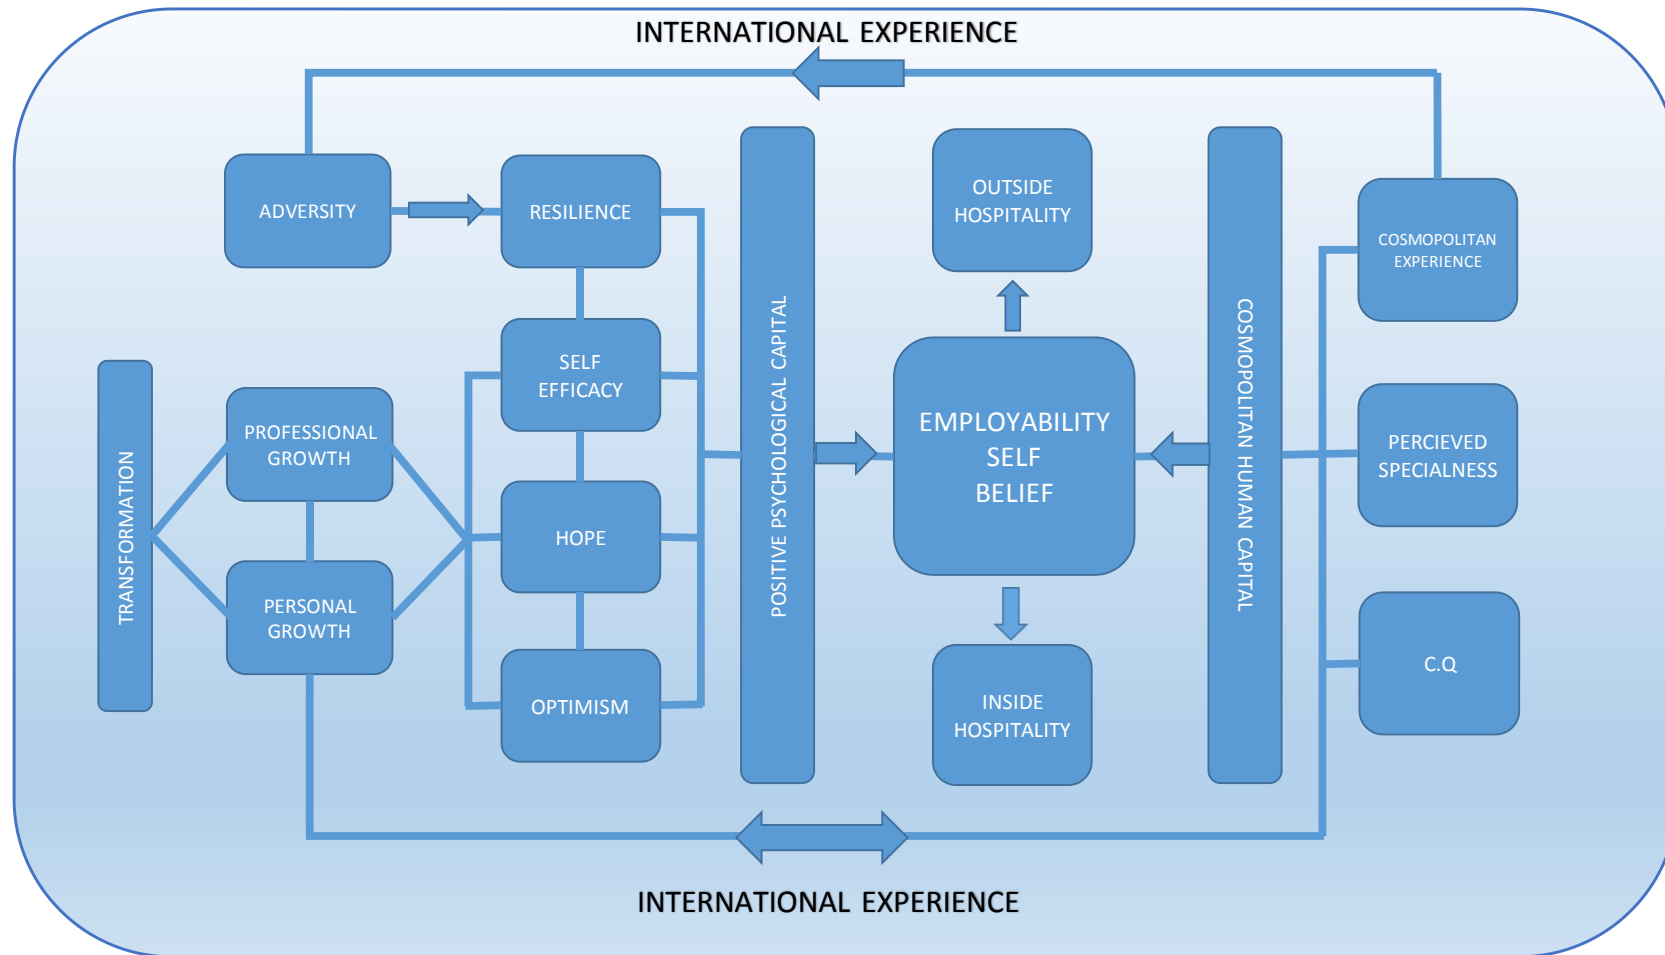 INTERNATIONAL EXPERIENCE
ADVERSITY
RESILIENCE
SELF
EFFICACY
HOPE
OPTIMISM
TRANSFORMATION
PROFESSIONAL
GROWTH
PERSONAL
GROWTH
POSITIVE PSYCHOLOGICAL CAPITAL
OUTSIDE
HOSPITALITY
EMPLOYABILITY
SELF
BELIEF
INSIDE
HOSPITALITY
COSMOPOLITAN HUMAN CAPITAL
COSMOPOLITAN
EXPERIENCE
PERCIEVED
SPECIALNESS
C.Q
INTERNATIONAL EXPERIENCE